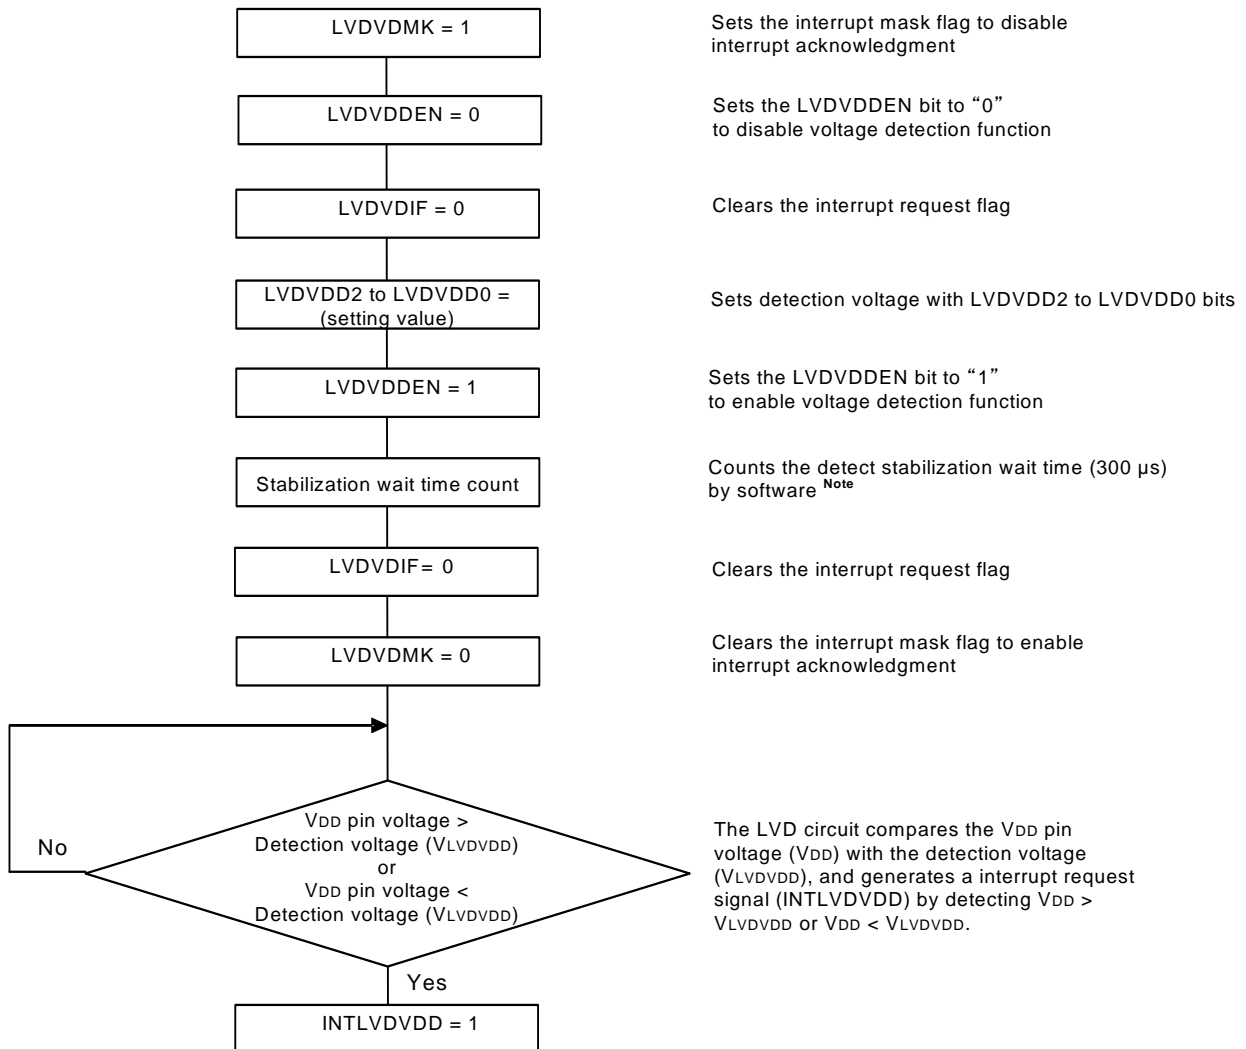 LVDVDMK = 1
Sets the interrupt mask flag to disable
interrupt acknowledgment
LVDVDDEN = 0
Sets the LVDVDDEN bit to “0”
to disable voltage detection function
LVDVDIF = 0
Clears the interrupt request flag
LVDVDD2 to LVDVDD0 =
(setting value)
Sets detection voltage with LVDVDD2 to LVDVDD0 bits
LVDVDDEN = 1
Sets the LVDVDDEN bit to “1”
to enable voltage detection function
Stabilization wait time count
Counts the detect stabilization wait time (300 µs)
by software Note
LVDVDIF= 0
Clears the interrupt request flag
LVDVDMK = 0
Clears the interrupt mask flag to enable
interrupt acknowledgment
No
VDD pin voltage >
Detection voltage (VLVDVDD)
or
VDD pin voltage <
Detection voltage (VLVDVDD)
The LVD circuit compares the VDD pin
voltage (VDD) with the detection voltage
(VLVDVDD), and generates a interrupt request
signal (INTLVDVDD) by detecting VDD >
VLVDVDD or VDD < VLVDVDD.
Yes
INTLVDVDD = 1